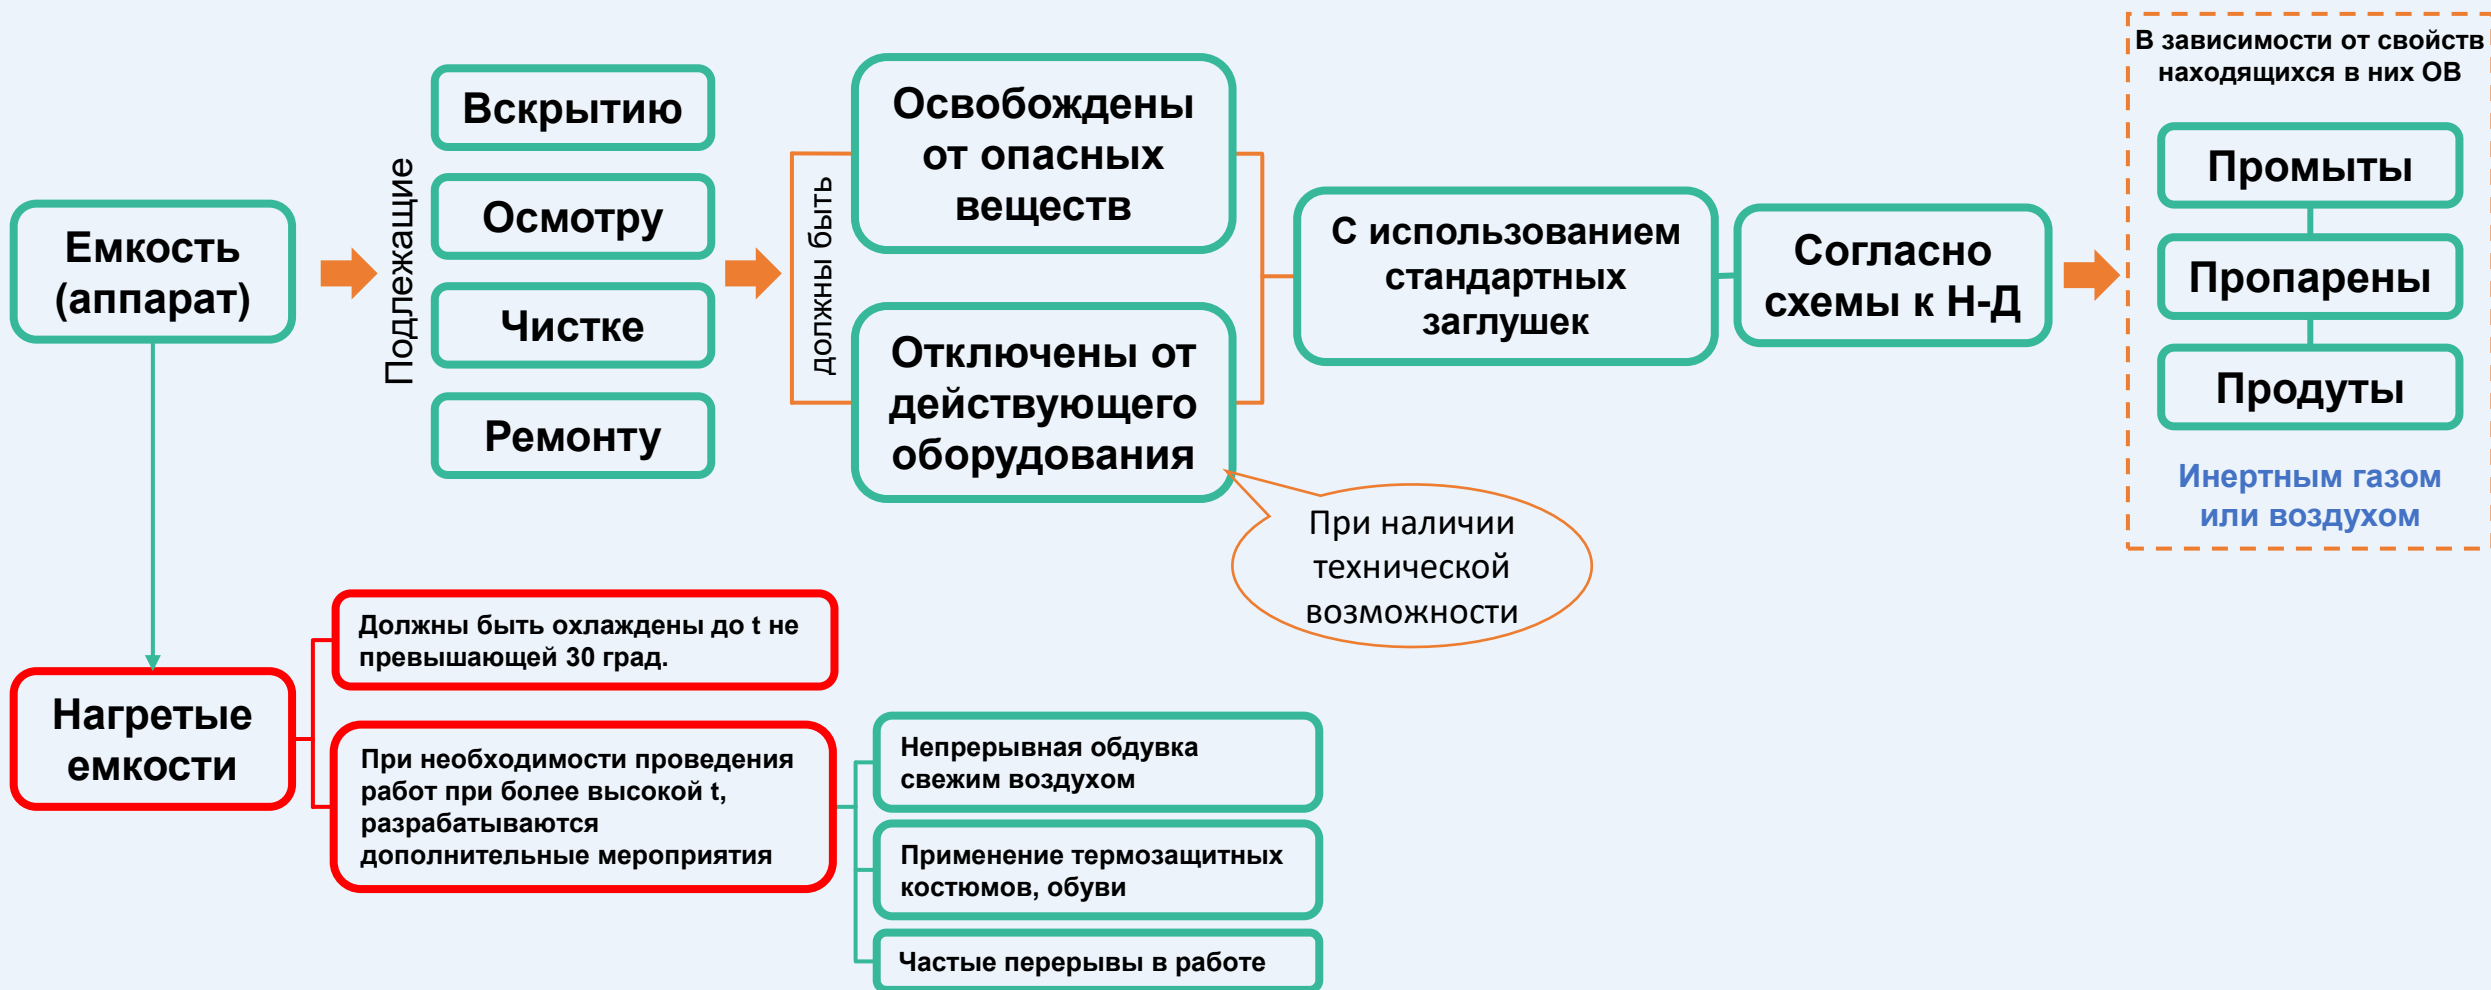 Емкость
(аппарат)
Подлежащие
Вскрытию
Осмотру
Чистке
Ремонту
должны быть
Освобождены
от опасных
веществ
Отключены от
действующего
оборудования
При наличии
технической
возможности
С использованием
стандартных
заглушек
Согласно
схемы к Н-Д
В зависимости от свойств
находящихся в них ОВ
Промыты
Пропарены
Продуты
Инертным газом
или воздухом
Нагретые
емкости
Должны быть охлаждены до t не
превышающей 30 град.
При необходимости проведения
работ при более высокой t,
разрабатываются
дополнительные мероприятия
Непрерывная обдувка
свежим воздухом
Применение термозащитных
костюмов, обуви
Частые перерывы в работе